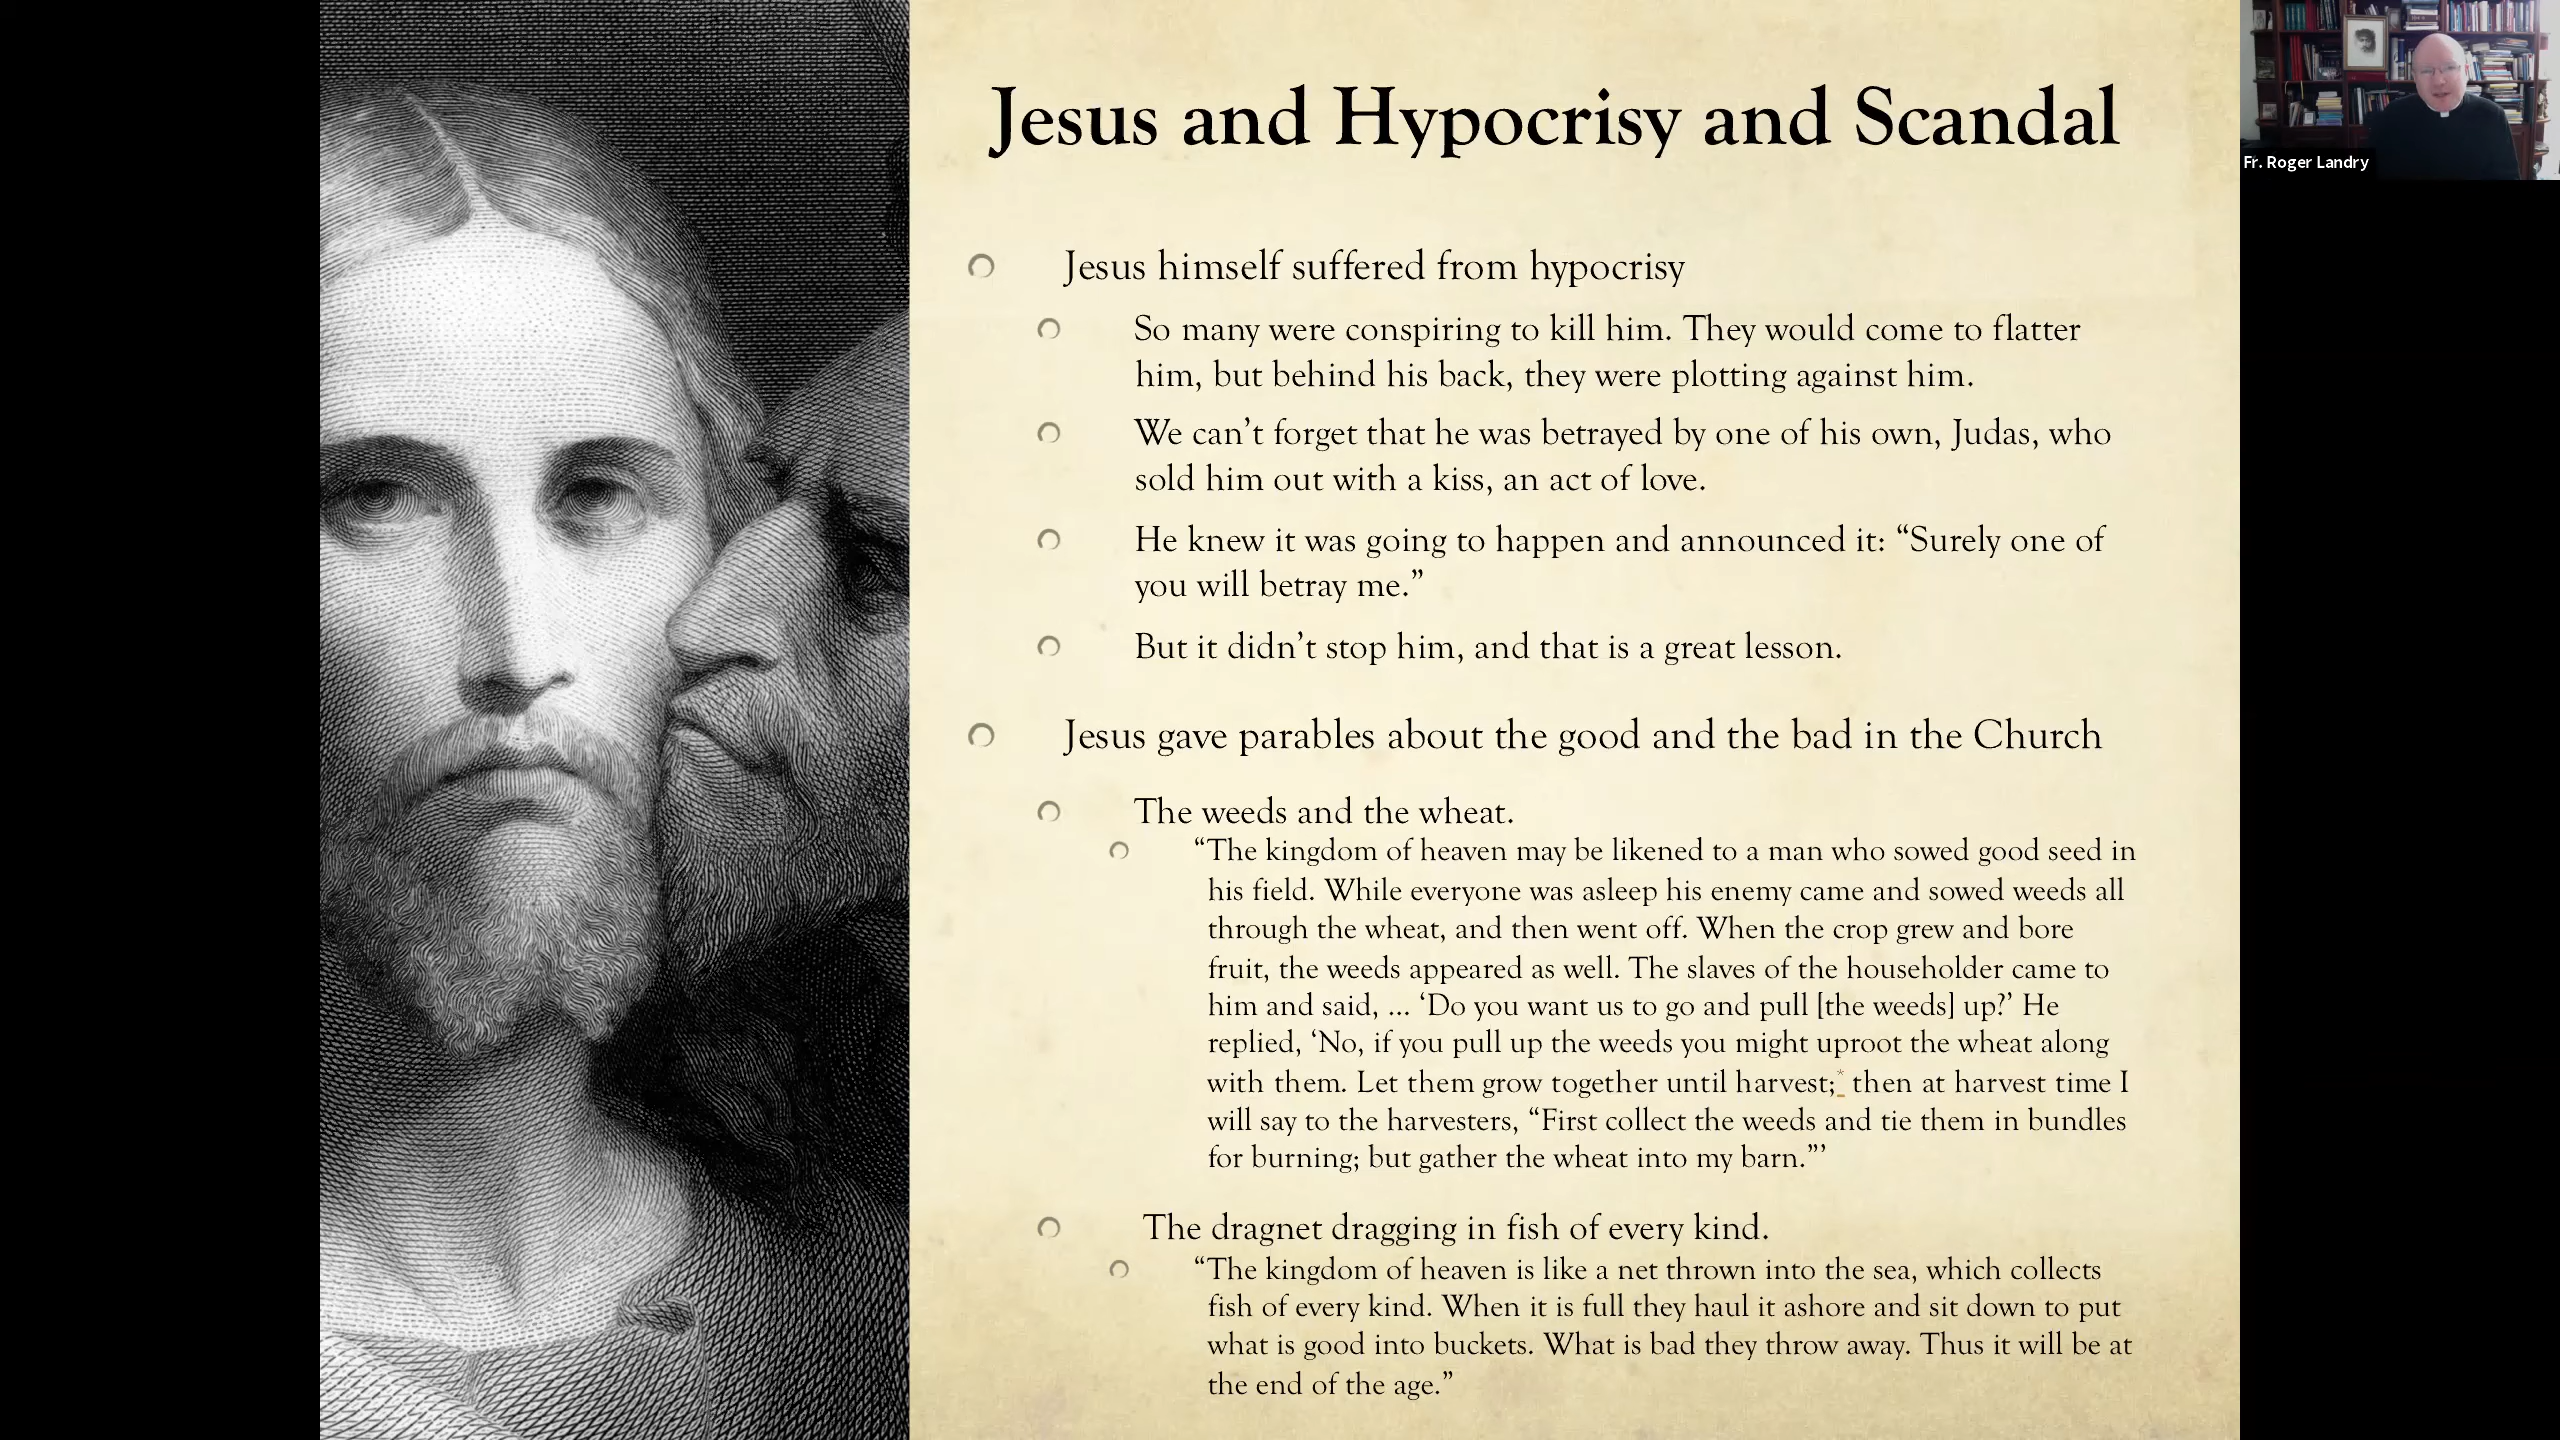 Jesus and Hypocrisy and Scandal
Fr. Roger Landry
Jesus himself suffered from hypocrisy
So many were conspiring to kill him. They would come to flatter
him, but behind his back, they were plotting against him.
We can’t forget that he was betrayed by one of his own, Judas, who
sold him out with a kiss, an act of love.
He knew it was going to happen and announced it: “Surely one of
you will betray me.”
But it didn’t stop him, and that is a great lesson.
Jesus gave parables about the good and the bad in the Church
The weeds and the wheat.
“The kingdom of heaven may be likened to a man who sowed good seed in
his field. While everyone was asleep his enemy came and sowed weeds all
through the wheat, and then went off. When the crop grew and bore
fruit, the weeds appeared as well. The slaves of the householder came to
him and said, ... ‘Do you want us to go and pull [the weeds] up?’ He
replied, ‘No, if you pull up the weeds you might uproot the wheat along
with them. Let them grow together until harvest;* then at harvest time I
will say to the harvesters, “First collect the weeds and tie them in bundles
for burning; but gather the wheat into my barn.”’
The dragnet dragging in fish of every kind.
“The kingdom of heaven is like a net thrown into the sea, which collects
fish of every kind. When it is full they haul it ashore and sit down to put
what is good into buckets. What is bad they throw away. Thus it will be at
the end of the age.”